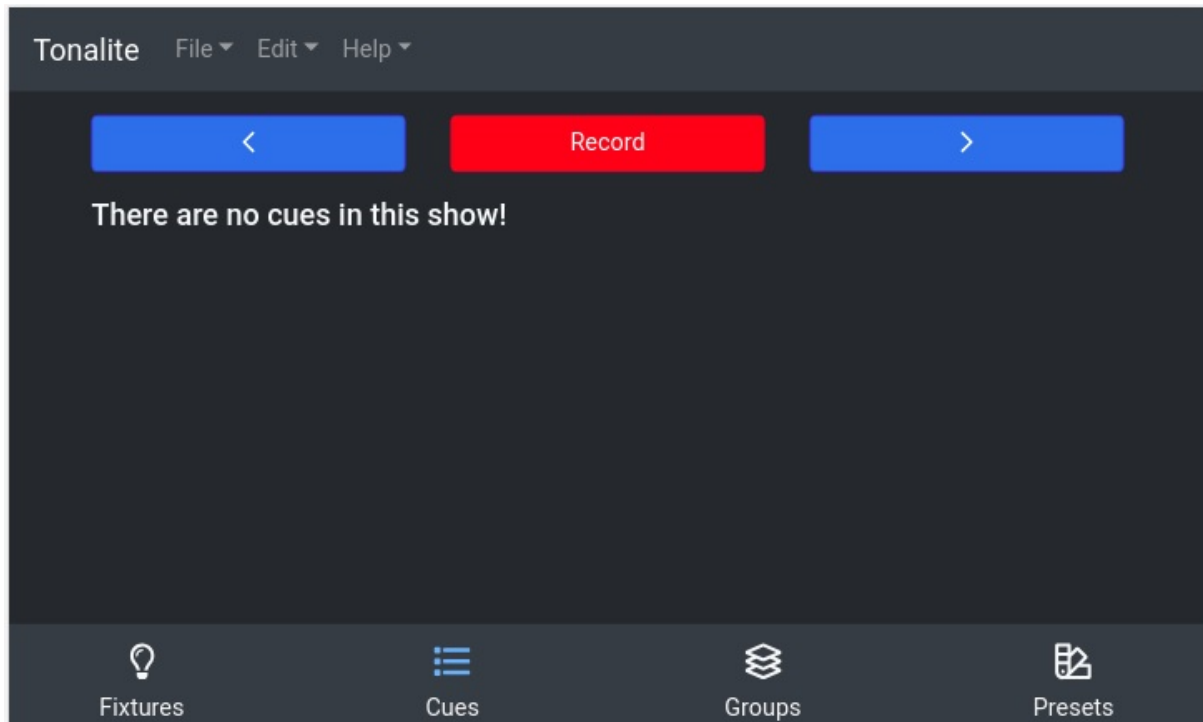 Tonalite File Edit Help
< Record >
There are no cues in this show!
Fixtures Cues Groups Presets